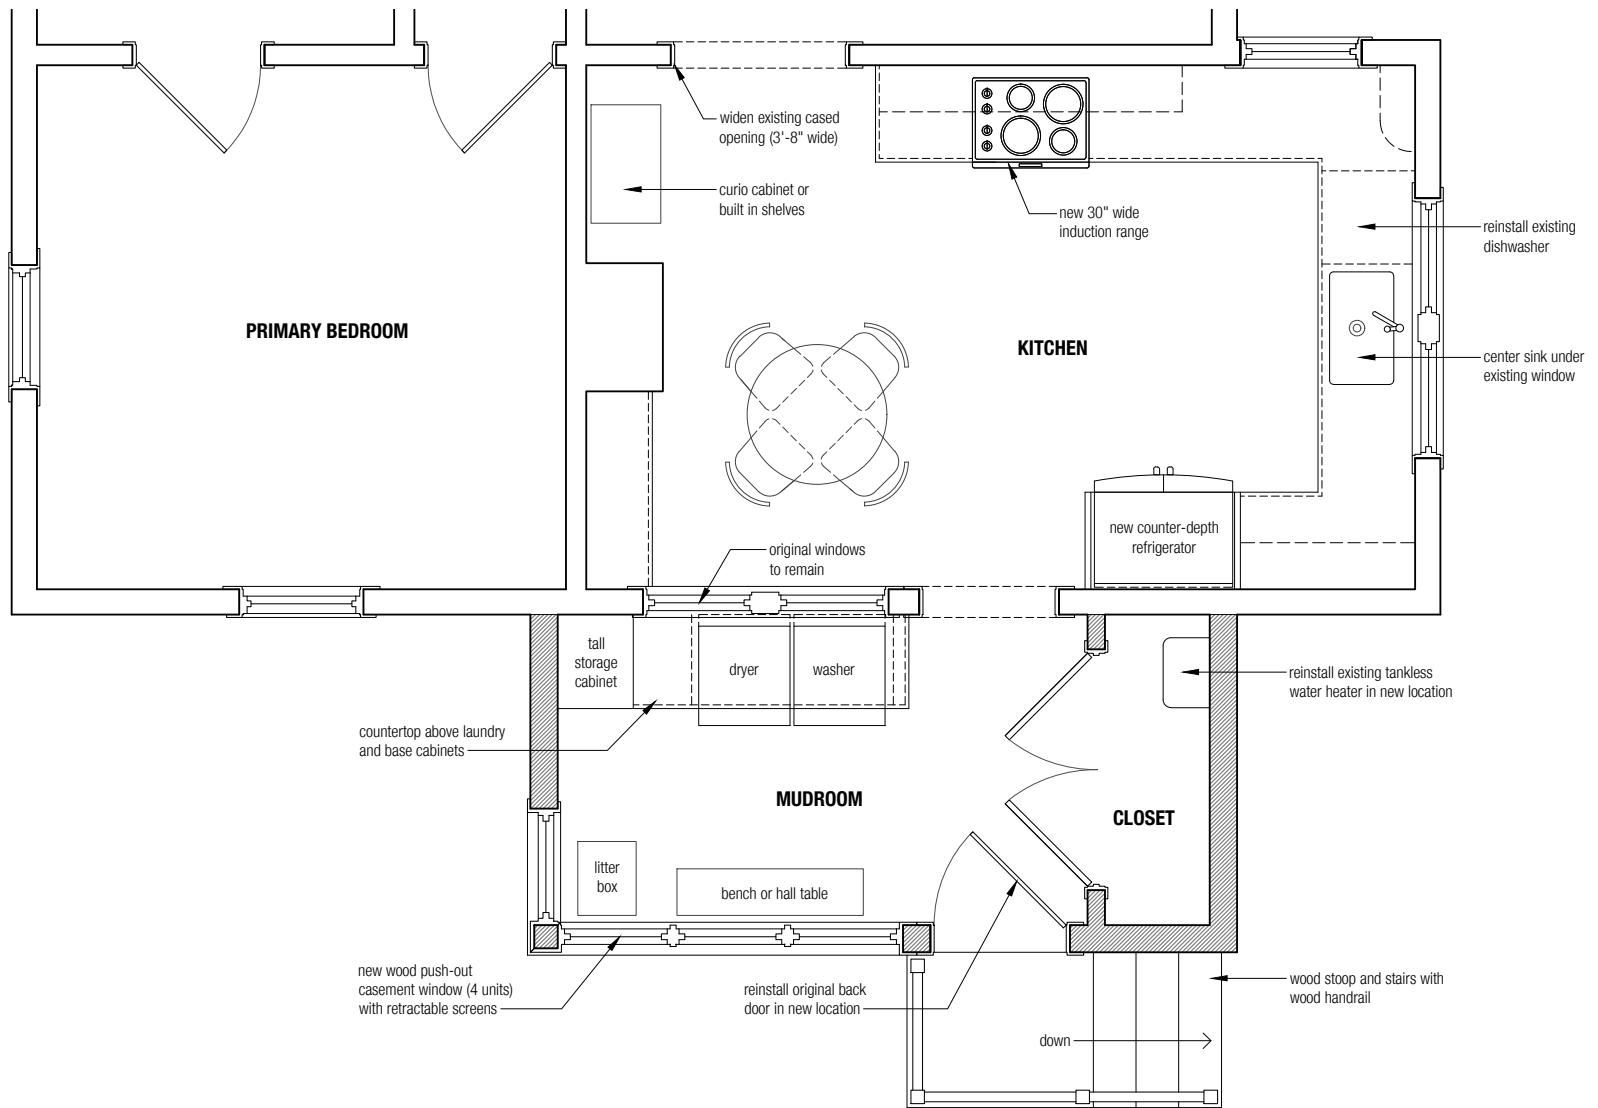 widen existing cased
opening (3'-8" wide)
curio cabinet or
built in shelves
new 30" wide
induction range
reinstall existing
dishwasher
PRIMARY BEDROOM
KITCHEN
center sink under
existing window
new counter-depth
refrigerator
original windows
to remain
tall
storage
cabinet
dryer
washer
reinstall existing tankless
water heater in new location
countertop above laundry
and base cabinets
MUDROOM
CLOSET
litter
box
bench or hall table
new wood push-out
casement window (4 units)
with retractable screens
reinstall original back
door in new location
wood stoop and stairs with
wood handrail
down